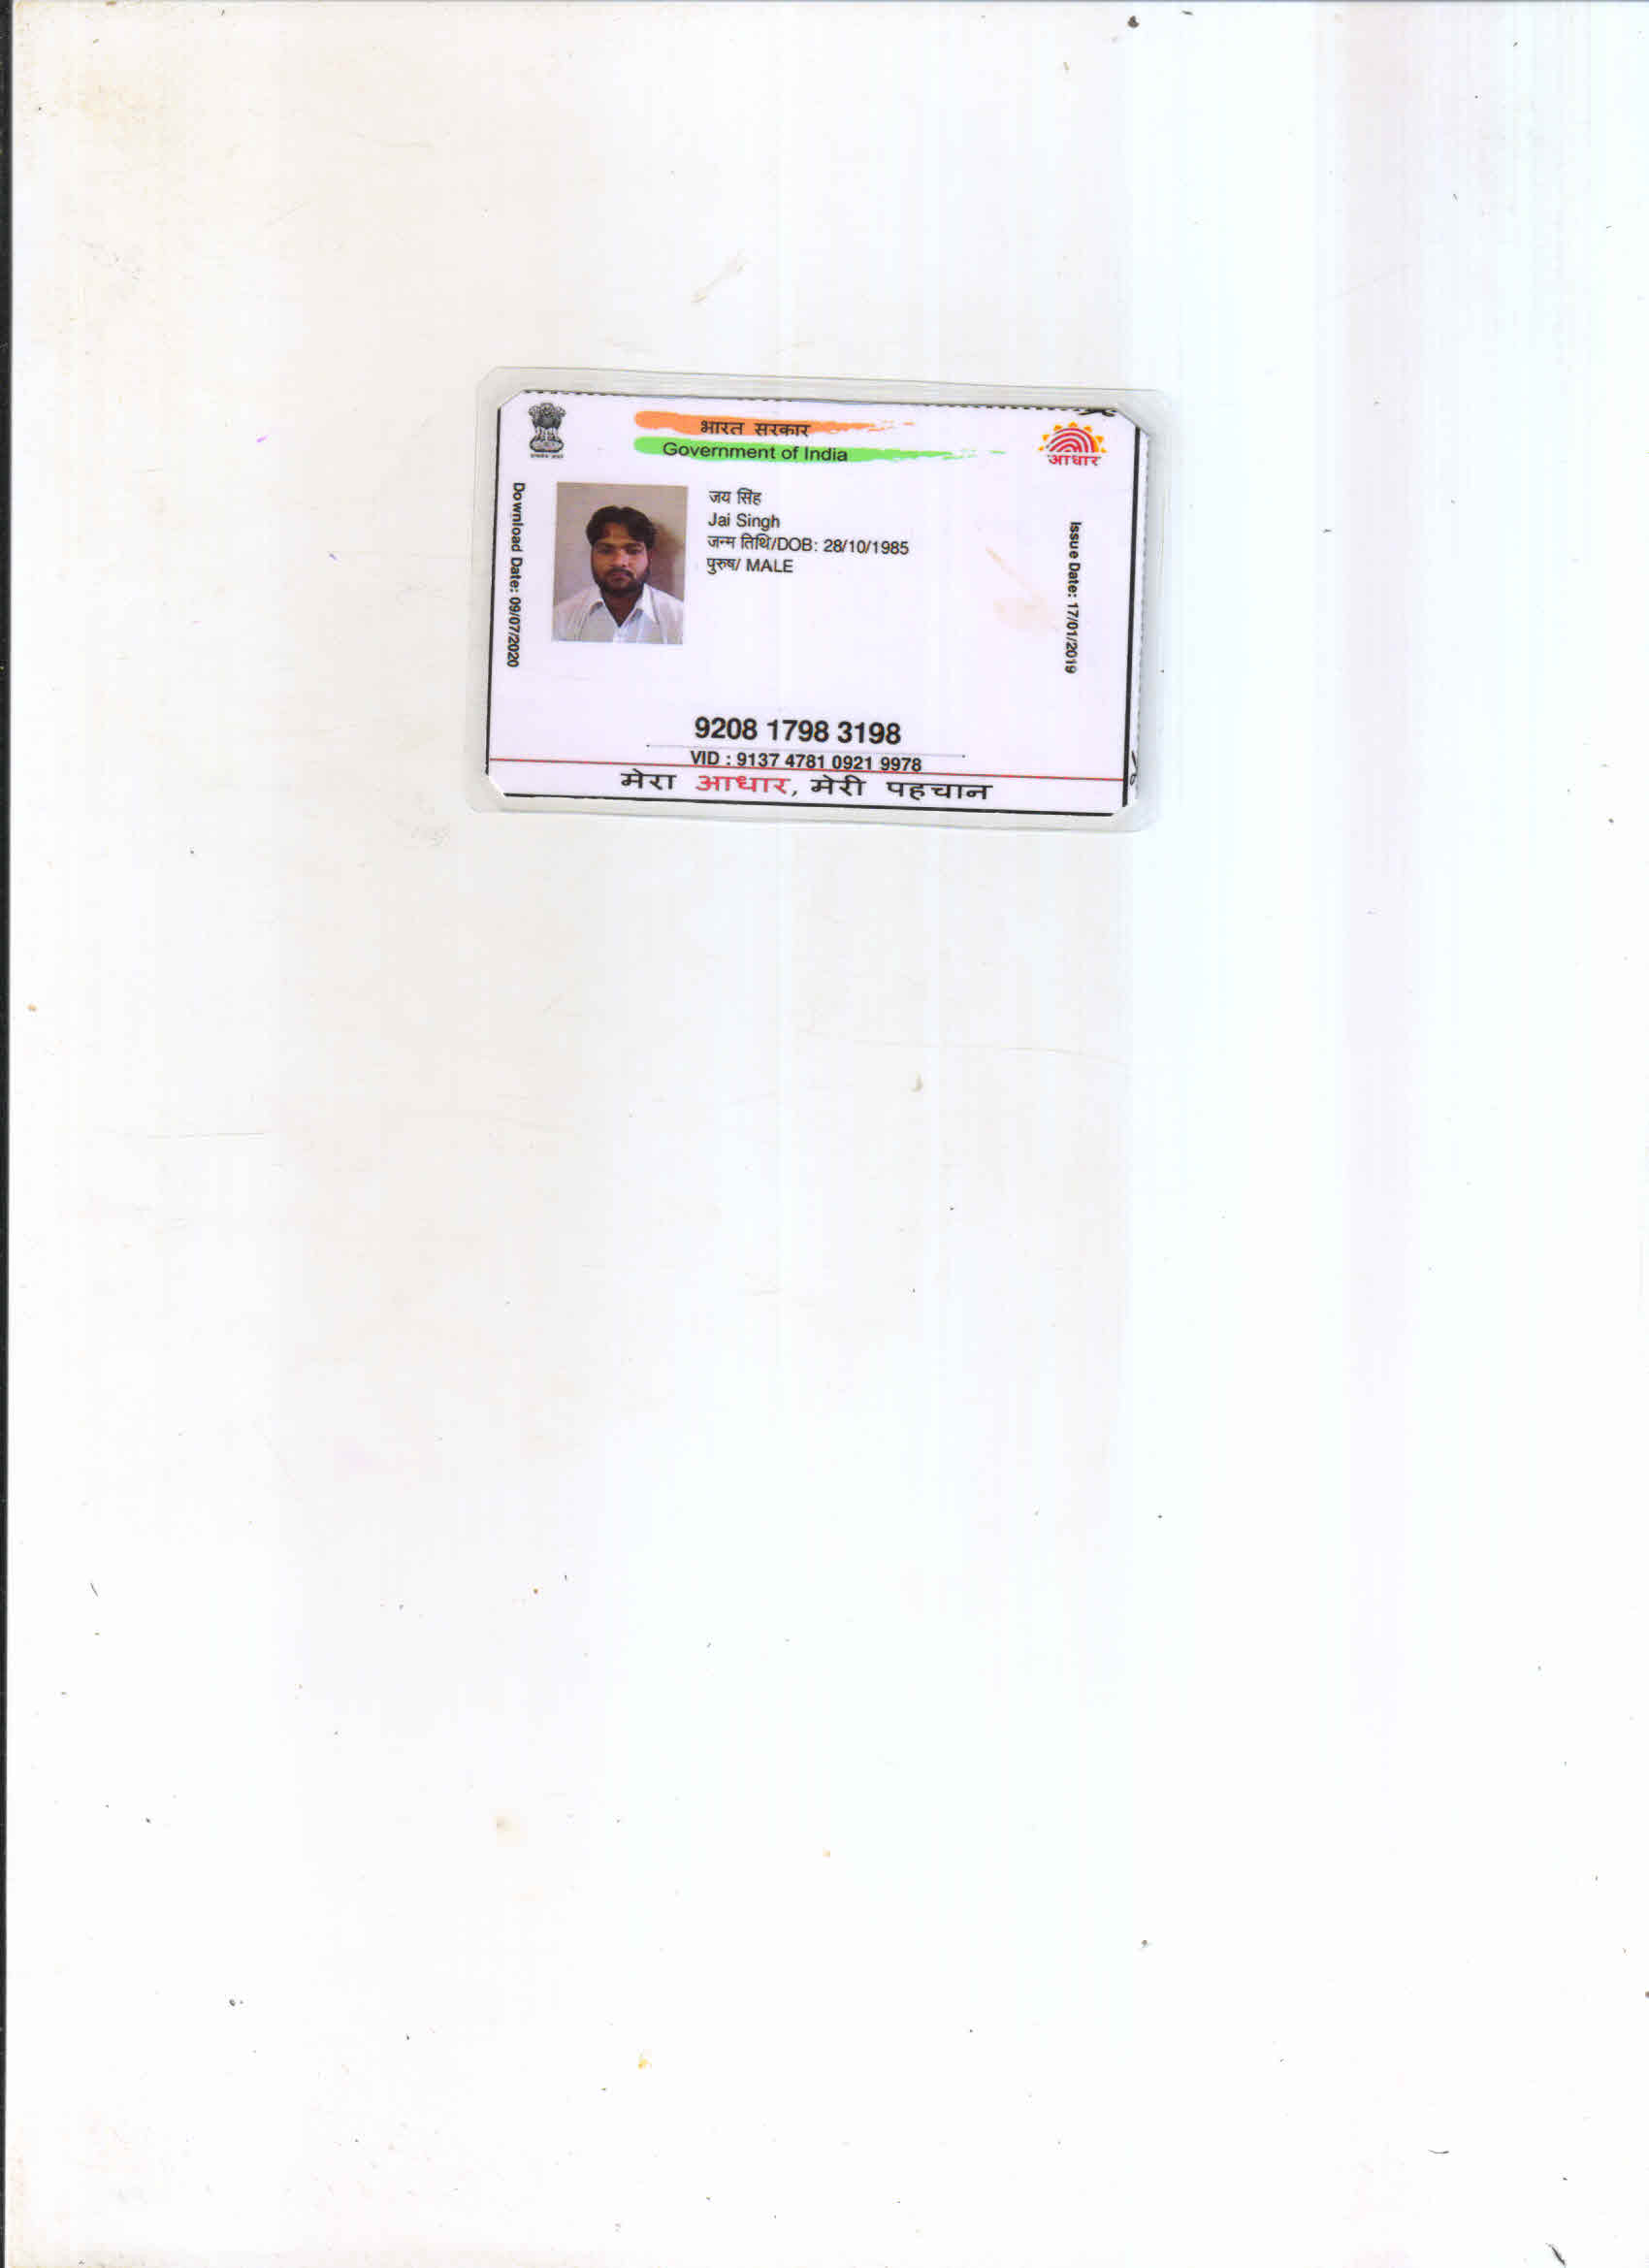 भारत सरकार
Government of India
आधार
Download Date: 09/07/2020
जय सिंह
Jai Singh
जन्म तिथि/DOB: 28/10/1985
पुरुष/ MALE
Issue Date: 17/01/2019
9208 1798 3198
VID : 9137 4781 0921 9978
मेरा आधार, मेरी पहचान